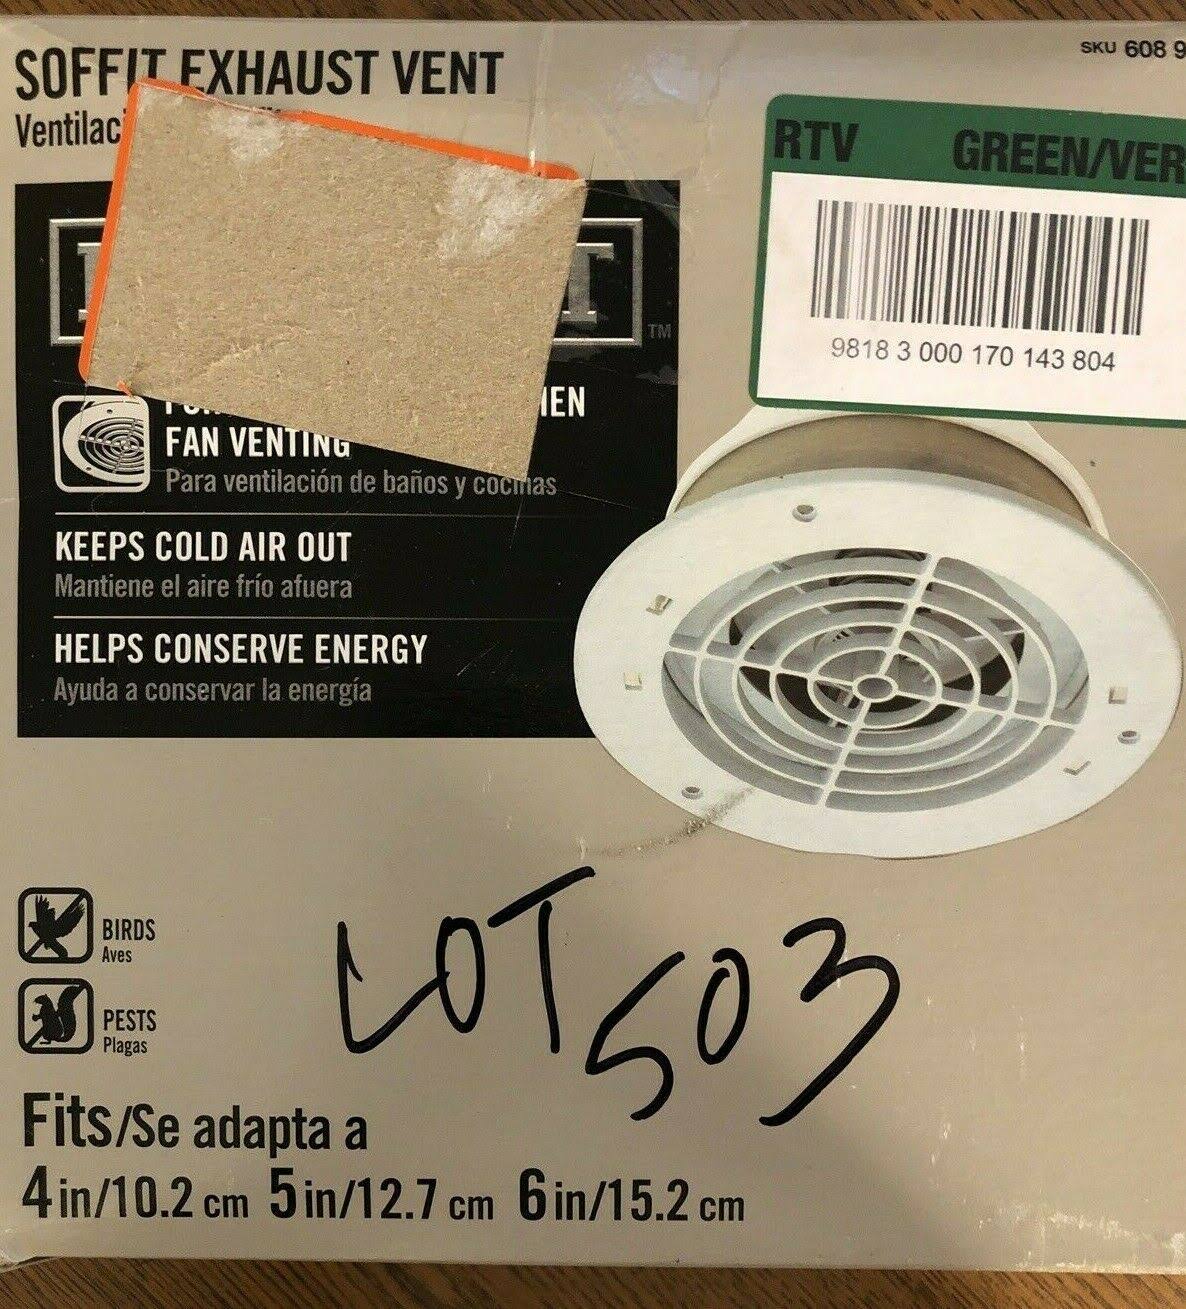 SOFFIT EXHAUST VENT
SKU 608 9
RTV GREEN/VER
9818 3 000 170 143 804
TM
FAN VENTING
Para ventilación de baños y cocinas
KEEPS COLD AIR OUT
Mantiene el aire frío afuera
HELPS CONSERVE ENERGY
Ayuda a conservar la energía
BIRDS
Aves
PESTS
Plagas
LOT 503
Fits/Se adapta a
4 in/10.2 cm 5 in/12.7 cm 6 in/15.2 cm